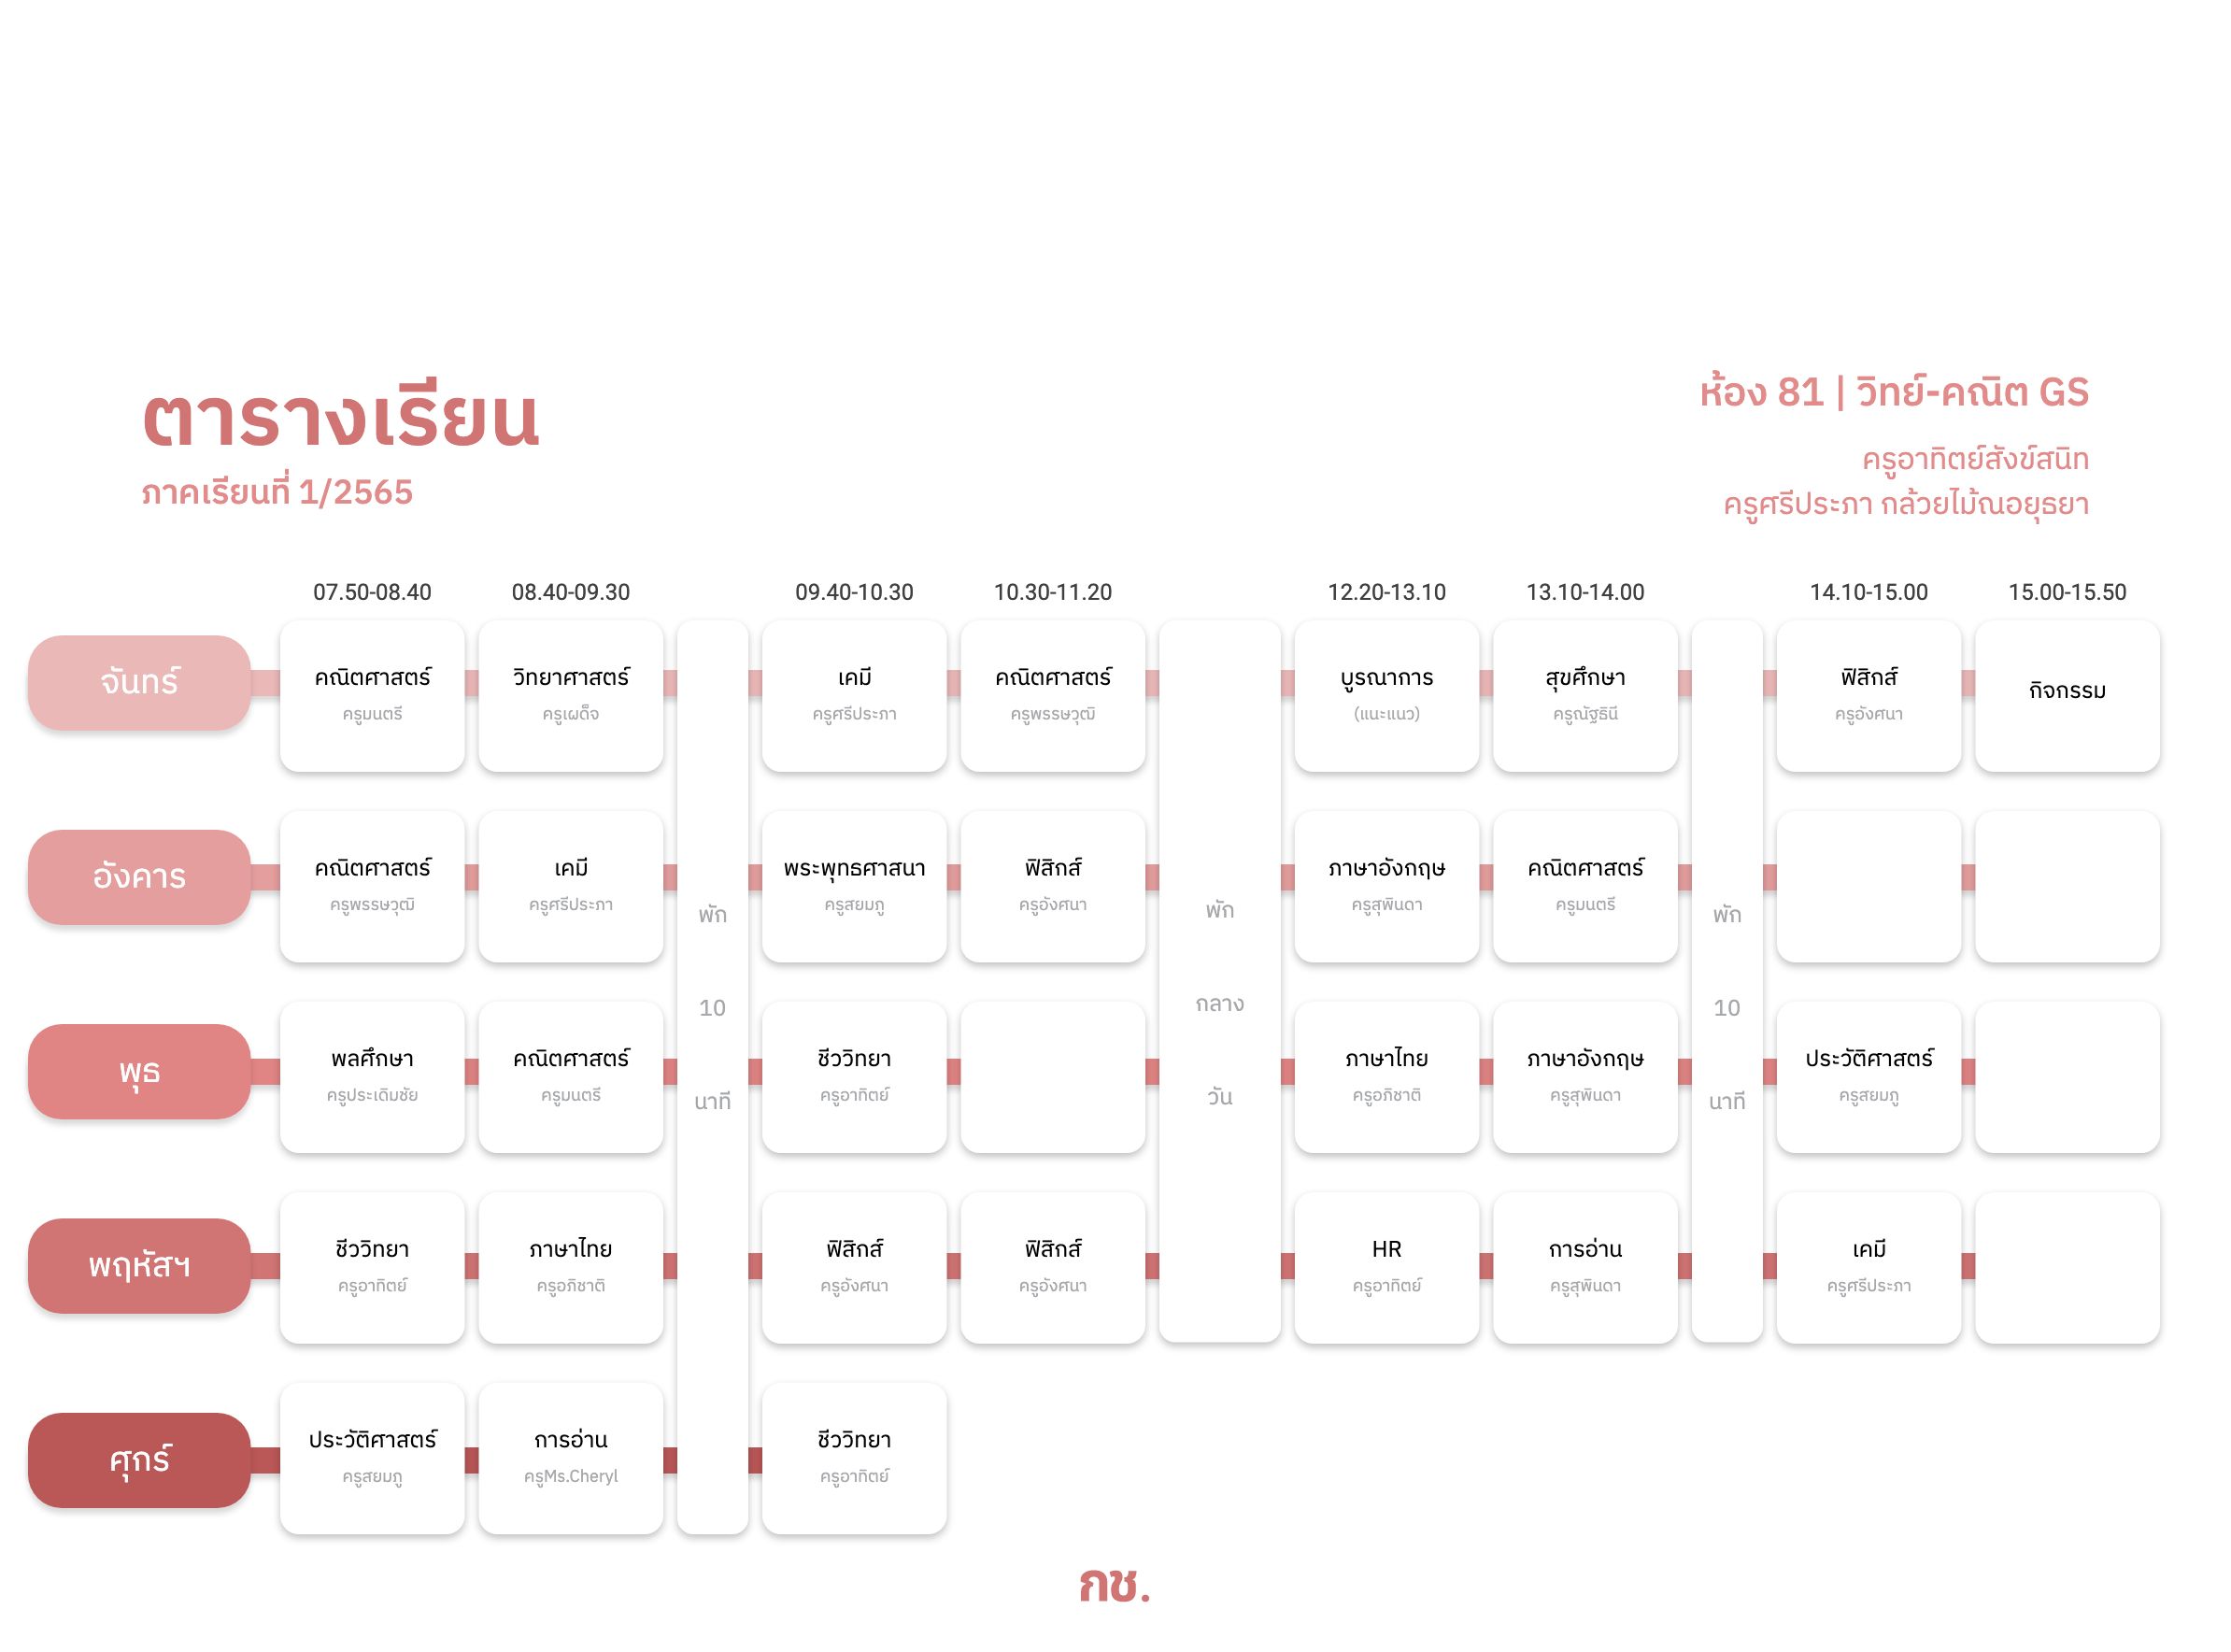 ตารางเรียน
ภาคเรียนที่ 1/2565
ห้อง 81 | วิทย์-คณิต GS
ครูอาทิตย์สังข์สนิท
ครูศรีประภา กล้วยไม้ณอยุธยา
07.50-08.40 08.40-09.30 09.40-10.30 10.30-11.20 12.20-13.10 13.10-14.00 14.10-15.00 15.00-15.50
จันทร์
คณิตศาสตร์
ครูมนตรี
วิทยาศาสตร์
ครูเผด็จ
เคมี
ครูศรีประภา
คณิตศาสตร์
ครูพรรษวุฒิ
บูรณาการ
(แนะแนว)
สุขศึกษา
ครูณัฐธินี
ฟิสิกส์
ครูอังศนา
กิจกรรม
อังคาร
คณิตศาสตร์
ครูพรรษวุฒิ
เคมี
ครูศรีประภา
พระพุทธศาสนา
ครูสยมภู
ฟิสิกส์
ครูอังศนา
ภาษาอังกฤษ
ครูสุพินดา
คณิตศาสตร์
ครูมนตรี
พัก
10
นาที
พัก
กลาง
วัน
พัก
10
นาที
พุธ
พลศึกษา
ครูประเดิมชัย
คณิตศาสตร์
ครูมนตรี
ชีววิทยา
ครูอาทิตย์
ภาษาไทย
ครูอภิชาติ
ภาษาอังกฤษ
ครูสุพินดา
ประวัติศาสตร์
ครูสยมภู
พฤหัสฯ
ชีววิทยา
ครูอาทิตย์
ภาษาไทย
ครูอภิชาติ
ฟิสิกส์
ครูอังศนา
ฟิสิกส์
ครูอังศนา
HR
ครูอาทิตย์
การอ่าน
ครูสุพินดา
เคมี
ครูศรีประภา
ศุกร์
ประวัติศาสตร์
ครูสยมภู
การอ่าน
ครูMs.Cheryl
ชีววิทยา
ครูอาทิตย์
กช.